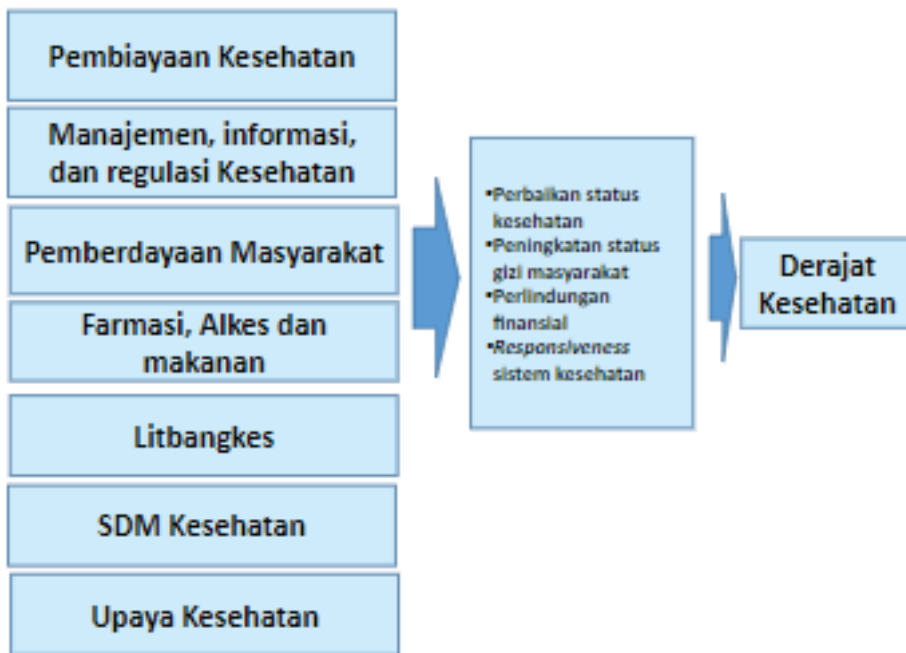 Pembiayaan Kesehatan
Manajemen, informasi,
dan regulasi Kesehatan
Pemberdayaan Masyarakat
Farmasi, Alkes dan
makanan
Litbangkes
SDM Kesehatan
Upaya Kesehatan
•Perbaikan status
kesehatan
•Peningkatan status
gizi masyarakat
•Perlindungan
finansial
•Responsiveness
sistem kesehatan
Derajat
Kesehatan